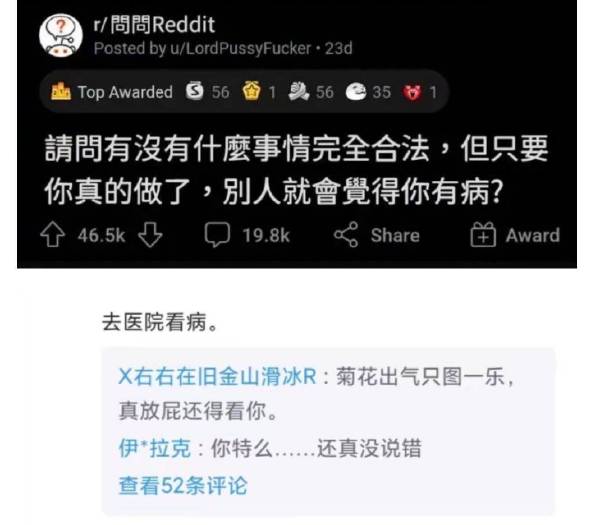 r/問問Reddit
Posted by u/LordPussyFucker · 23d
Top Awarded 56 1 56 35 1
請問有沒有什麼事情完全合法，但只要
你真的做了，別人就會覺得你有病?
46.5k 19.8k Share Award
去医院看病。
X右右在旧金山滑冰R：菊花出气只图一乐，
真放屁还得看你。
伊*拉克：你特么……还真没说错
查看52条评论